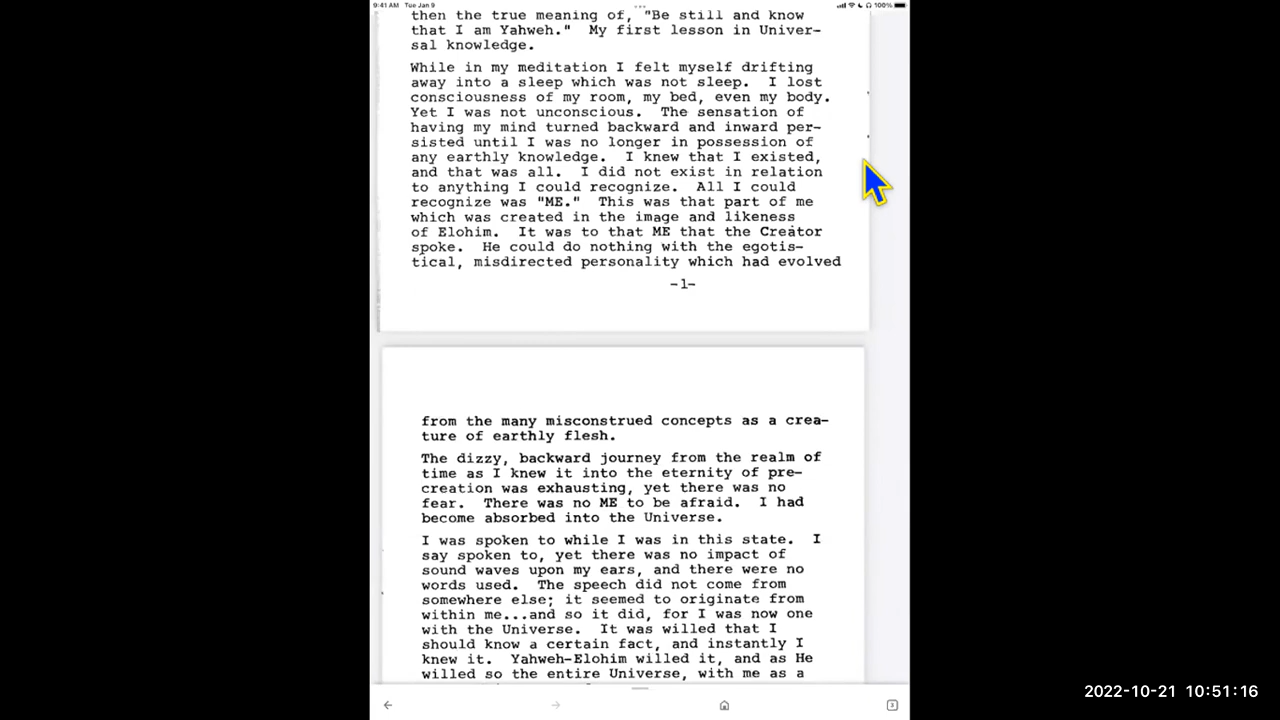 9:41 AM Tue Jan 9
100%
then the true meaning of, "Be still and know
that I am Yahweh." My first lesson in Univer-
sal knowledge.
While in my meditation I felt myself drifting
away into a sleep which was not sleep. I lost
consciousness of my room, my bed, even my body.
Yet I was not unconscious. The sensation of
having my mind turned backward and inward per-
sisted until I was no longer in possession of
any earthly knowledge. I knew that I existed,
and that was all. I did not exist in relation
to anything I could recognize. All I could
recognize was "ME." This was that part of me
which was created in the image and likeness
of Elohim. It was to that ME that the Creator
spoke. He could do nothing with the egotis-
tical, misdirected personality which had evolved
-1-
from the many misconstrued concepts as a crea-
ture of earthly flesh.
The dizzy, backward journey from the realm of
time as I knew it into the eternity of pre-
creation was exhausting, yet there was no
fear. There was no ME to be afraid. I had
become absorbed into the Universe.
I was spoken to while I was in this state. I
say spoken to, yet there was no impact of
sound waves upon my ears, and there were no
words used. The speech did not come from
somewhere else; it seemed to originate from
within me...and so it did, for I was now one
with the Universe. It was willed that I
should know a certain fact, and instantly I
knew it. Yahweh-Elohim willed it, and as He
willed so the entire Universe, with me as a
3
2022-10-21 10:51:16